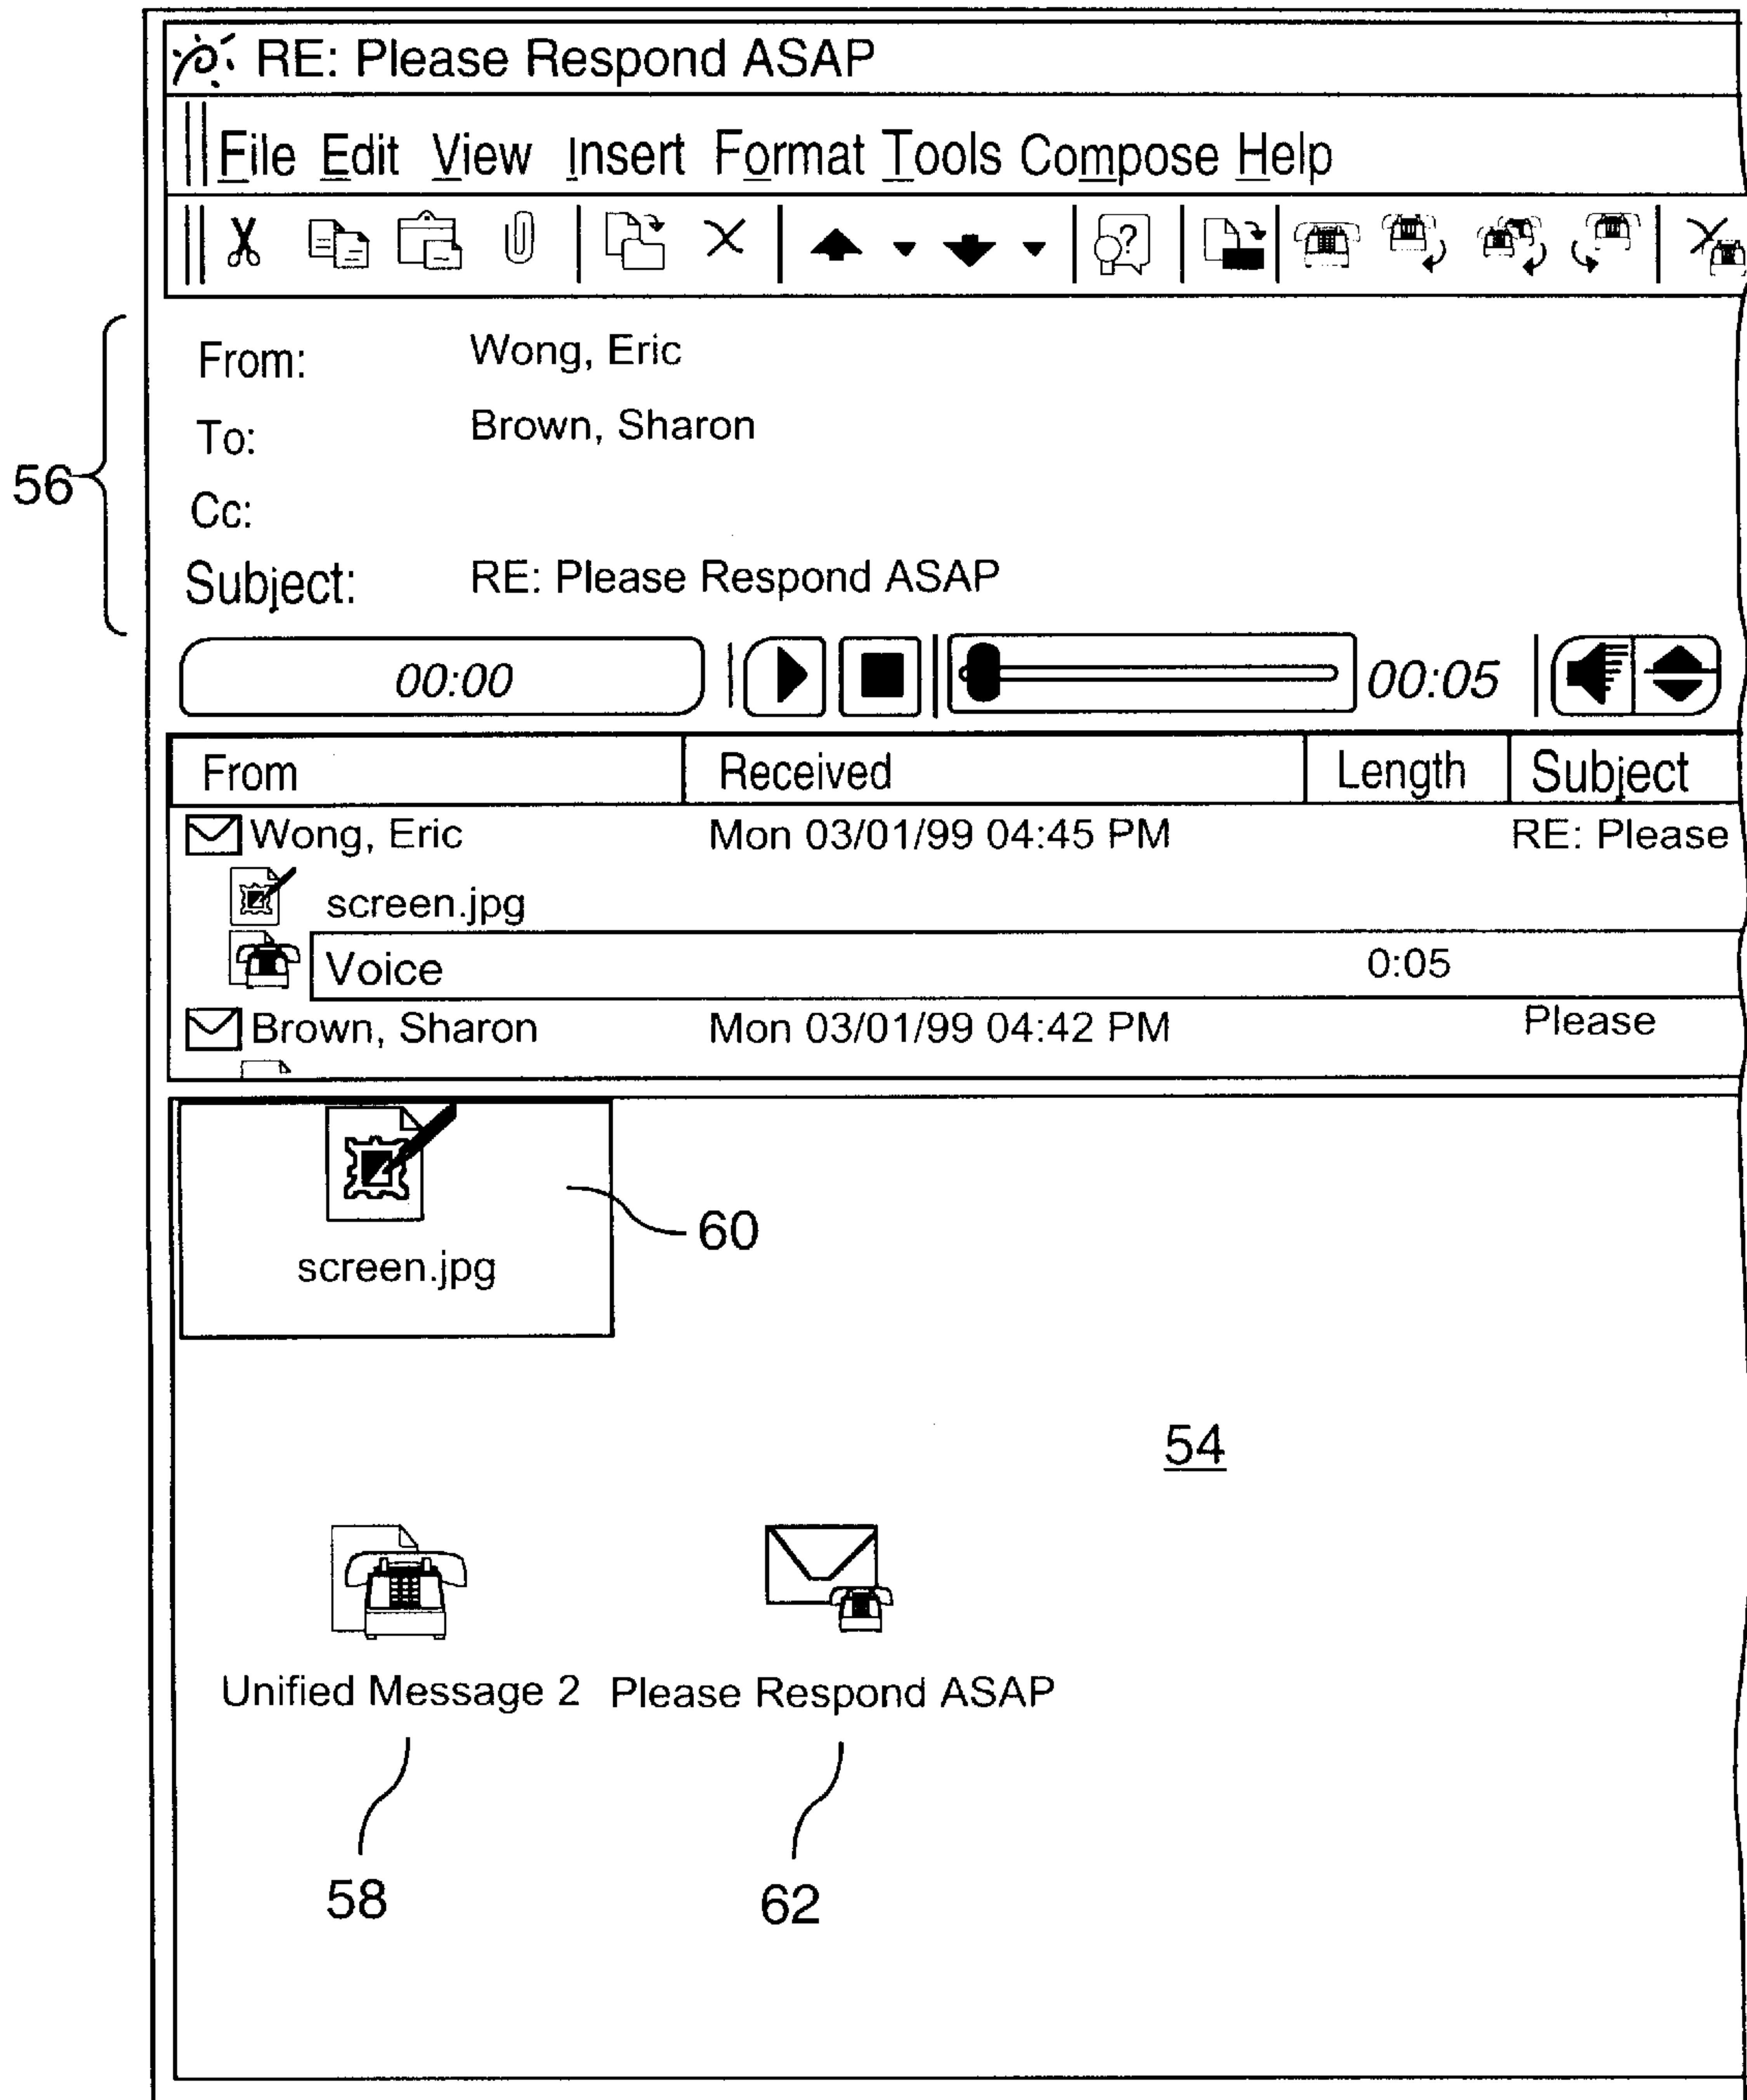 RE: Please Respond ASAP
File Edit View Insert Format Tools Compose Help
?
From: Wong, Eric
To: Brown, Sharon
56
Cc:
Subject: RE: Please Respond ASAP
00:00 00:05
From Received Length Subject
Wong, Eric Mon 03/01/99 04:45 PM RE: Please
screen.jpg
Voice 0:05
Brown, Sharon Mon 03/01/99 04:42 PM Please
60
screen.jpg
54
Unified Message 2 Please Respond ASAP
58 62